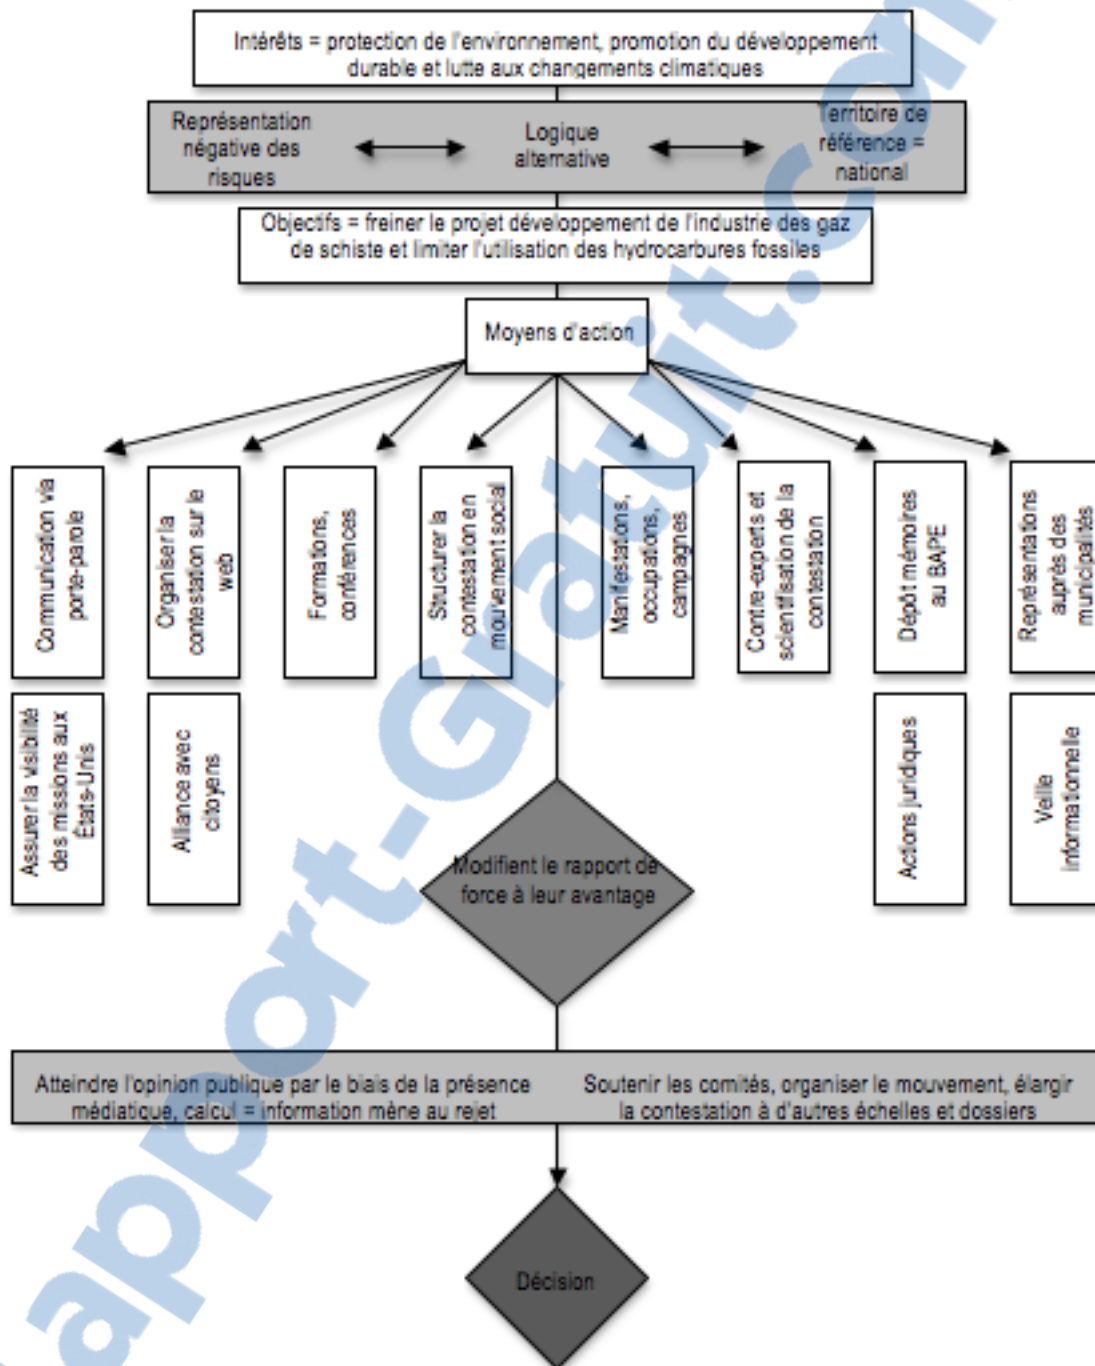 Intérêts = protection de l'environnement, promotion du développement
durable et lutte aux changements climatiques
Représentation
négative des
risques
Logique
alternative
Territoire de
référence =
national
Objectifs = freiner le projet développement de l'industrie des gaz
de schiste et limiter l'utilisation des hydrocarbures fossiles
Moyens d'action
Communication via
porte-parole
Organiser la
contestation sur le
web
Formations,
conférences
Structurer la
contestation en
mouvement social
Manifestations,
occupations,
campagnes
Contre-experts et
scientifisation de la
contestation
Dépôt mémoires
au BAPE
Représentations
auprès des
municipalités
Assurer la visibilité
des missions aux
États-Unis
Alliance avec
citoyens
Actions juridiques
Veille
informationnelle
Modifient le rapport de
force à leur avantage
Atteindre l'opinion publique par le biais de la présence
médiatique, calcul = information mène au rejet
Soutenir les comités, organiser le mouvement, élargir
la contestation à d'autres échelles et dossiers
Décision
apport-Gratuit.com